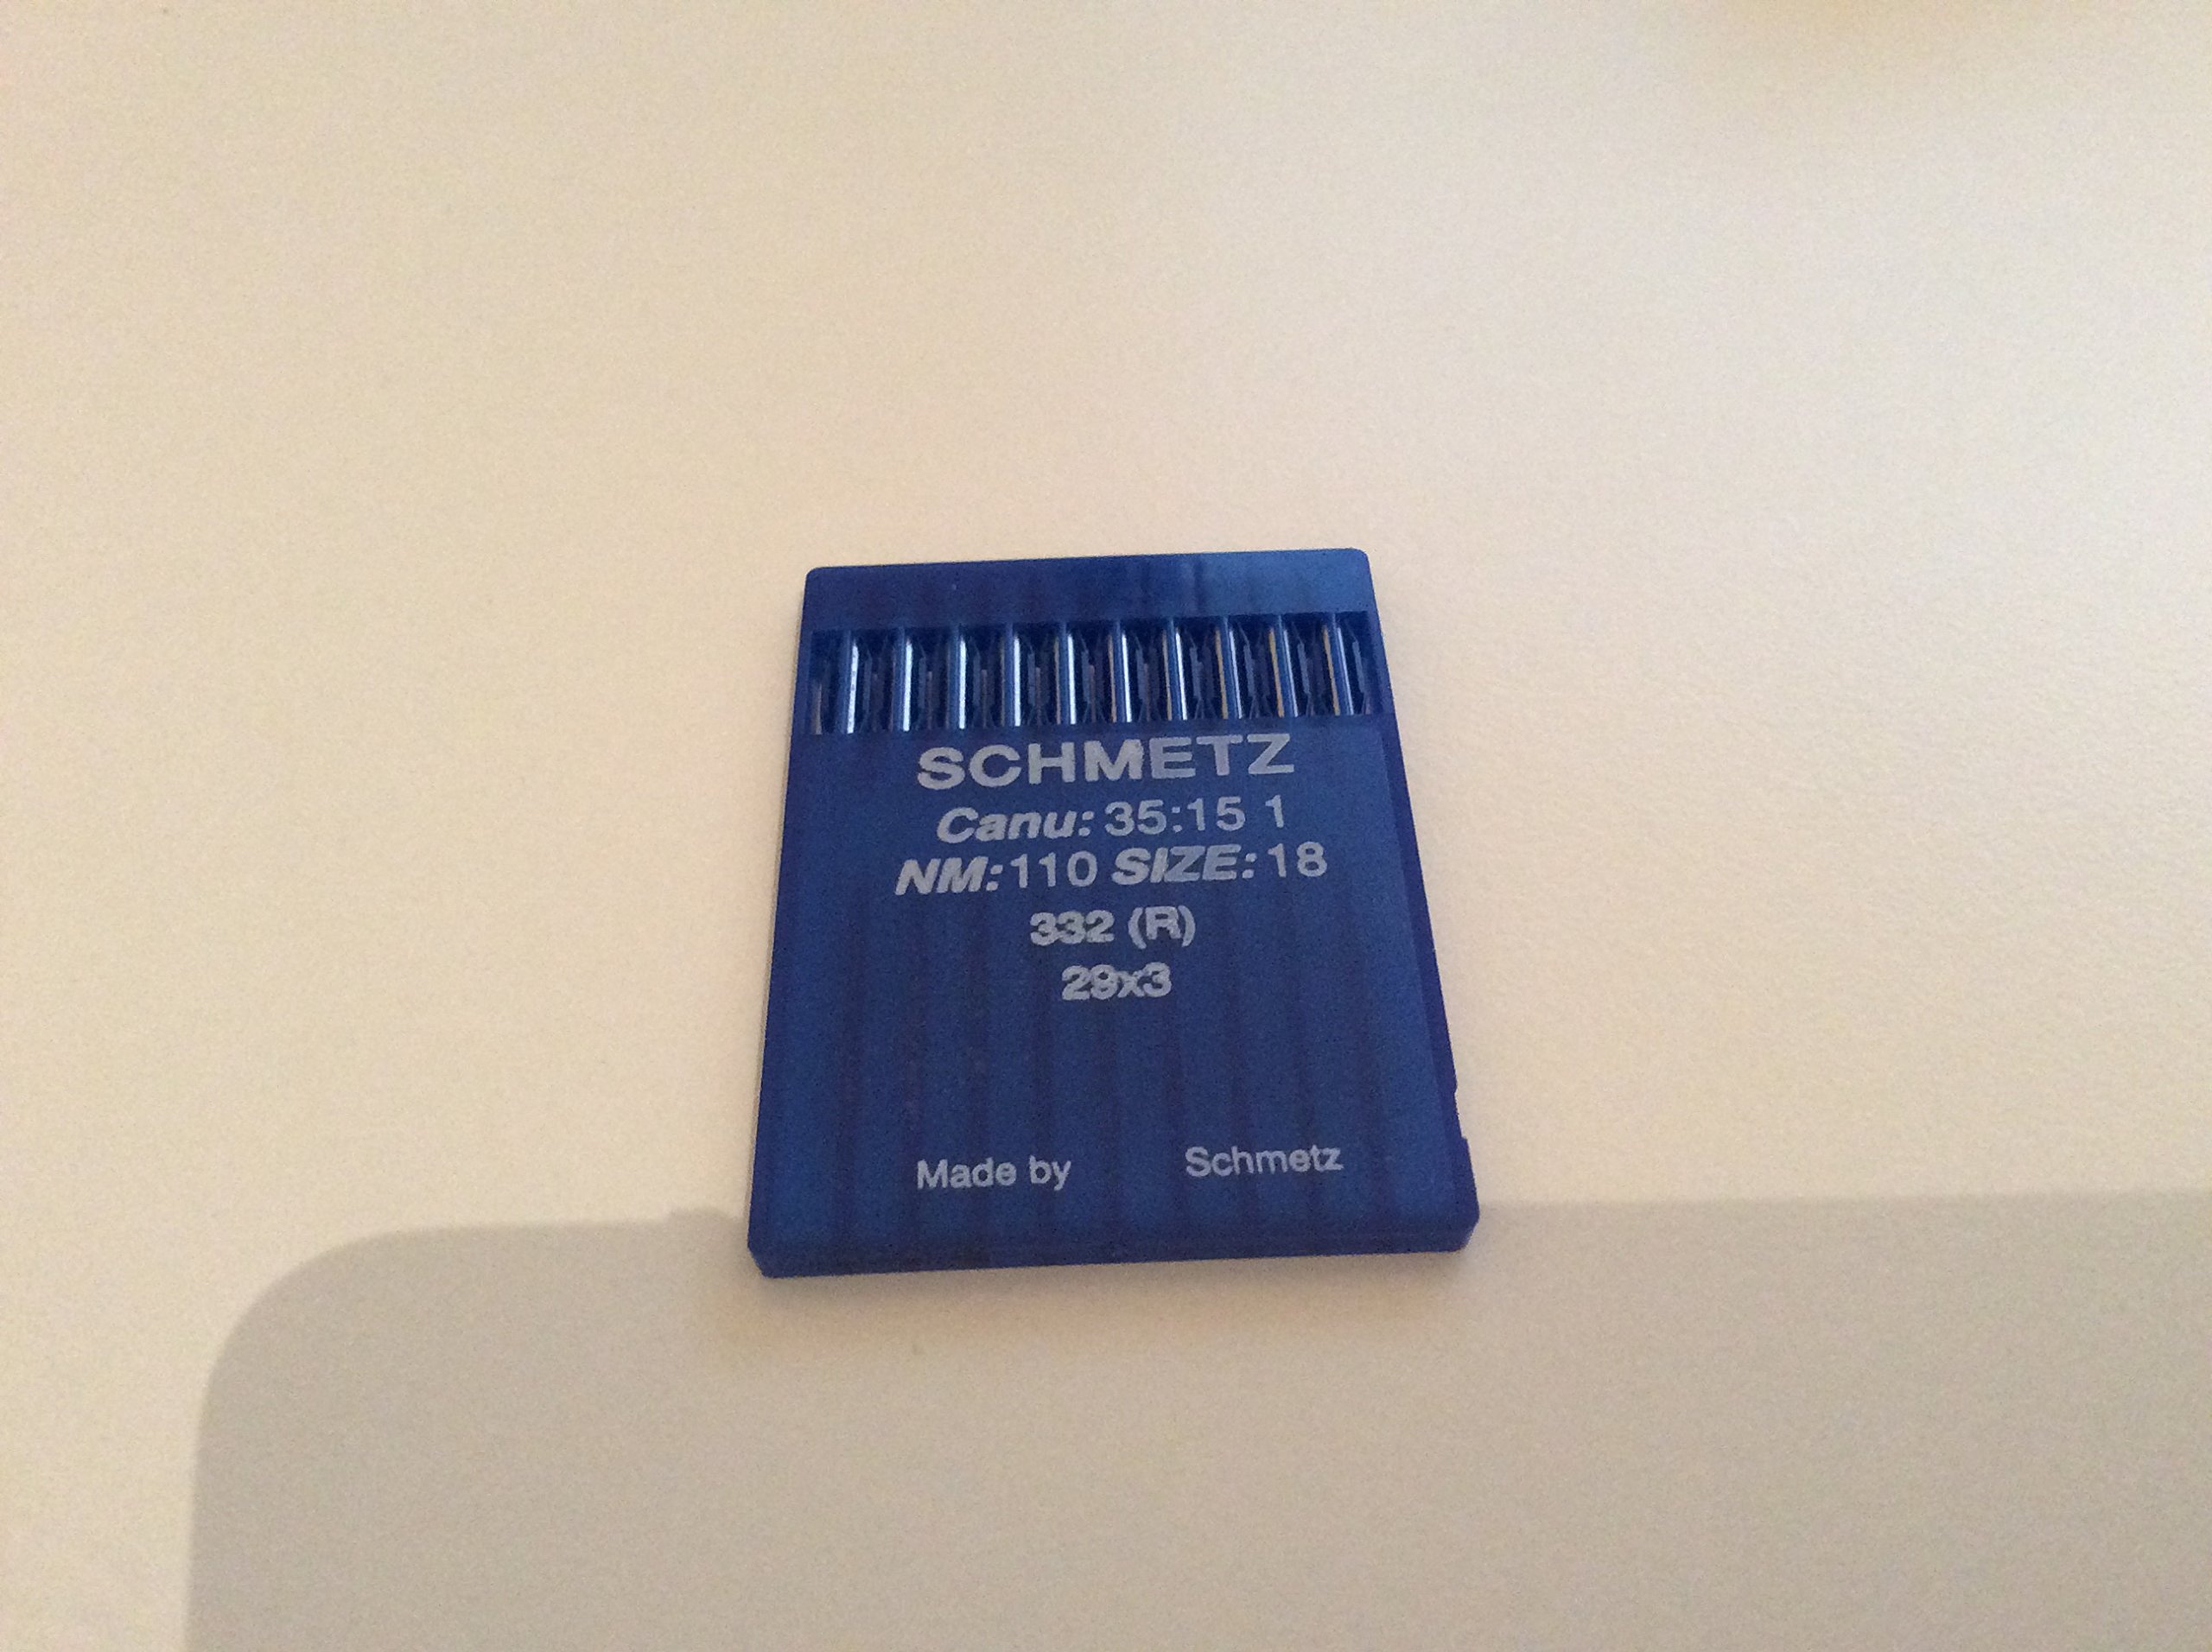 SCHMETZ
Canu: 35:15 1
NM:110 SIZE:18
332 (R)
29x3
Made by Schmetz